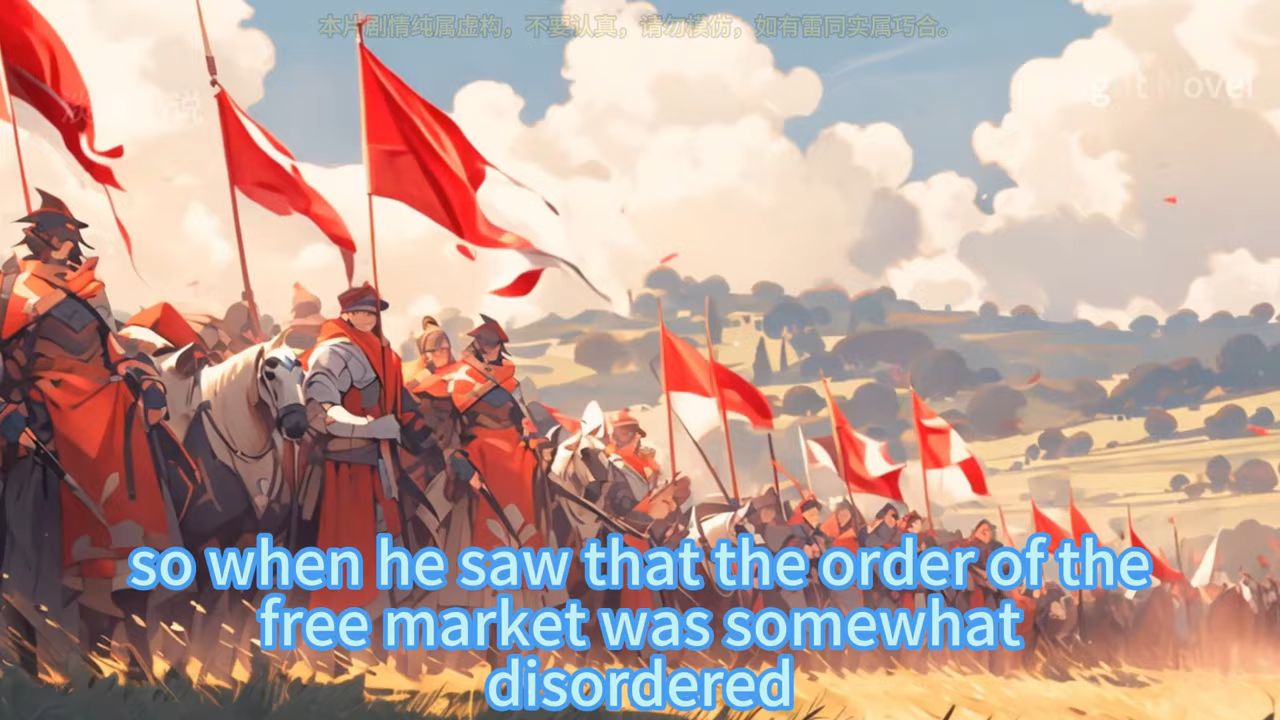 本片剧情纯属虚构，不要认真，请勿模仿，如有雷同实属巧合。
Novel
so when he saw that the order of the
free market was somewhat
disordered